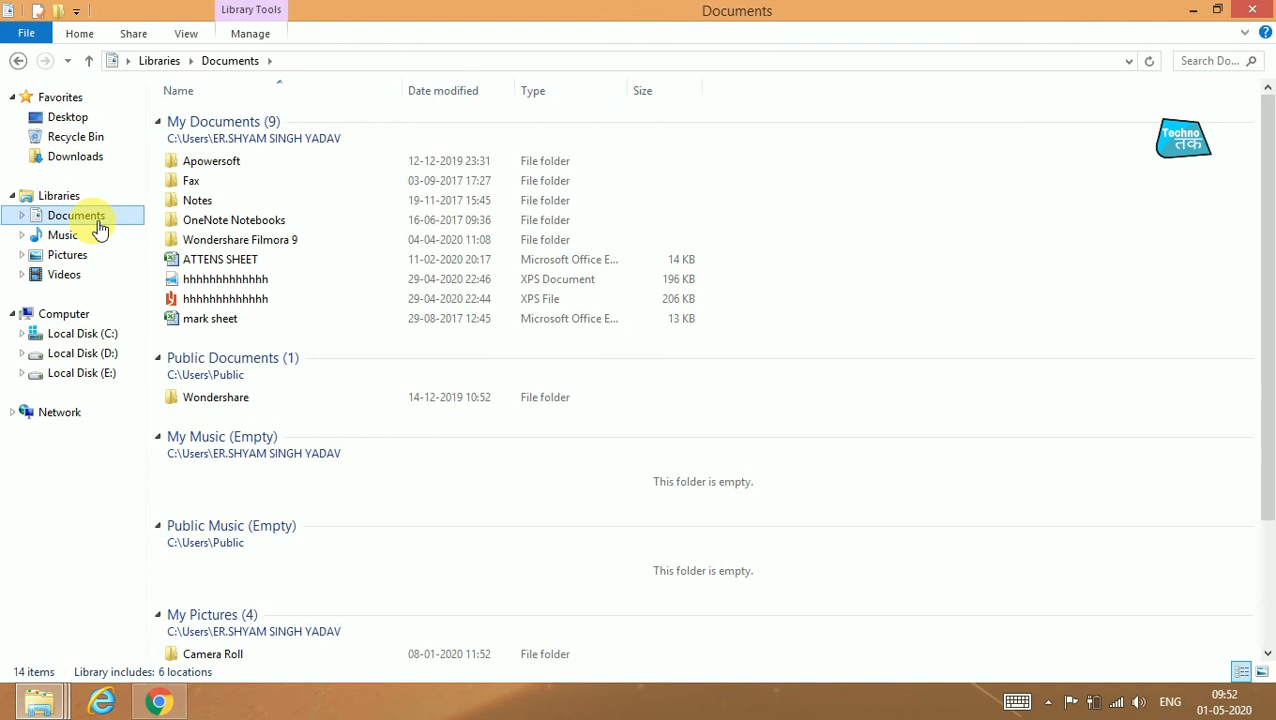 Library Tools
Documents
File
Home
Share
View
Manage
Libraries
Documents
Search Do...
Name
Date modified
Type
Size
Favorites
Desktop
Recycle Bin
Downloads
Libraries
Documents
Music
Pictures
Videos
Computer
Local Disk (C:)
Local Disk (D:)
Local Disk (E:)
Network
My Documents (9)
C:\Users\ER.SHYAM SINGH YADAV
Apowersoft 12-12-2019 23:31 File folder
Fax 03-09-2017 17:27 File folder
Notes 19-11-2017 15:45 File folder
OneNote Notebooks 16-06-2017 09:36 File folder
Wondershare Filmora 9 04-04-2020 11:08 File folder
ATTENS SHEET 11-02-2020 20:17 Microsoft Office E... 14 KB
hhhhhhhhhhhhh 29-04-2020 22:46 XPS Document 196 KB
hhhhhhhhhhhhh 29-04-2020 22:44 XPS File 206 KB
mark sheet 29-08-2017 12:45 Microsoft Office E... 13 KB
Public Documents (1)
C:\Users\Public
Wondershare 14-12-2019 10:52 File folder
My Music (Empty)
C:\Users\ER.SHYAM SINGH YADAV
This folder is empty.
Public Music (Empty)
C:\Users\Public
This folder is empty.
My Pictures (4)
C:\Users\ER.SHYAM SINGH YADAV
Camera Roll 08-01-2020 11:52 File folder
Techno
तक
14 items Library includes: 6 locations
ENG
09:52
01-05-2020